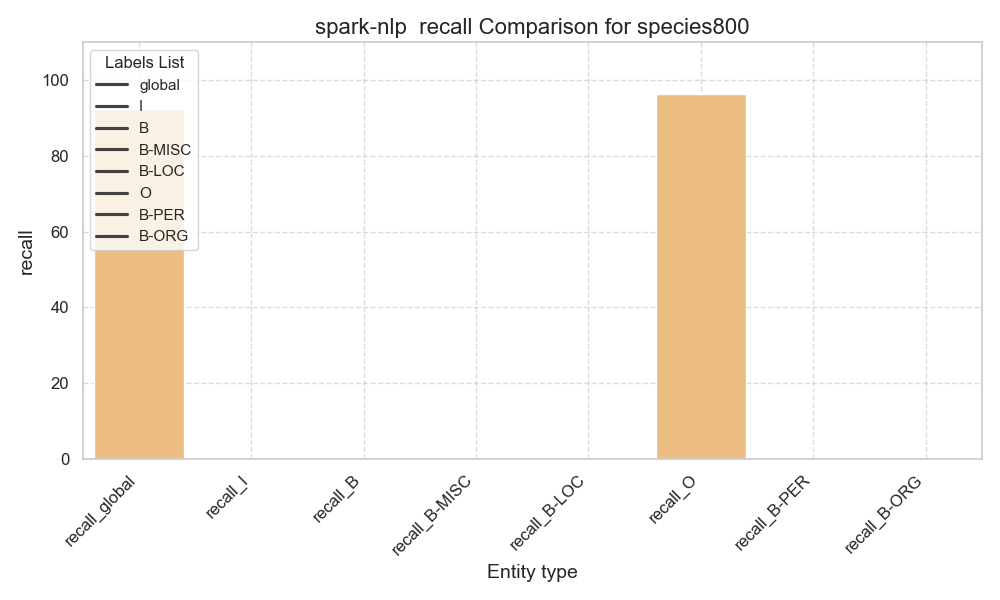 spark-nlp  recall Comparison for species800
Labels List
global
I
B
B-MISC
B-LOC
O
B-PER
B-ORG
100
80
60
40
20
0
recall
recall_global
recall_I
recall_B
recall_B-MISC
recall_B-LOC
recall_O
recall_B-PER
recall_B-ORG
Entity type